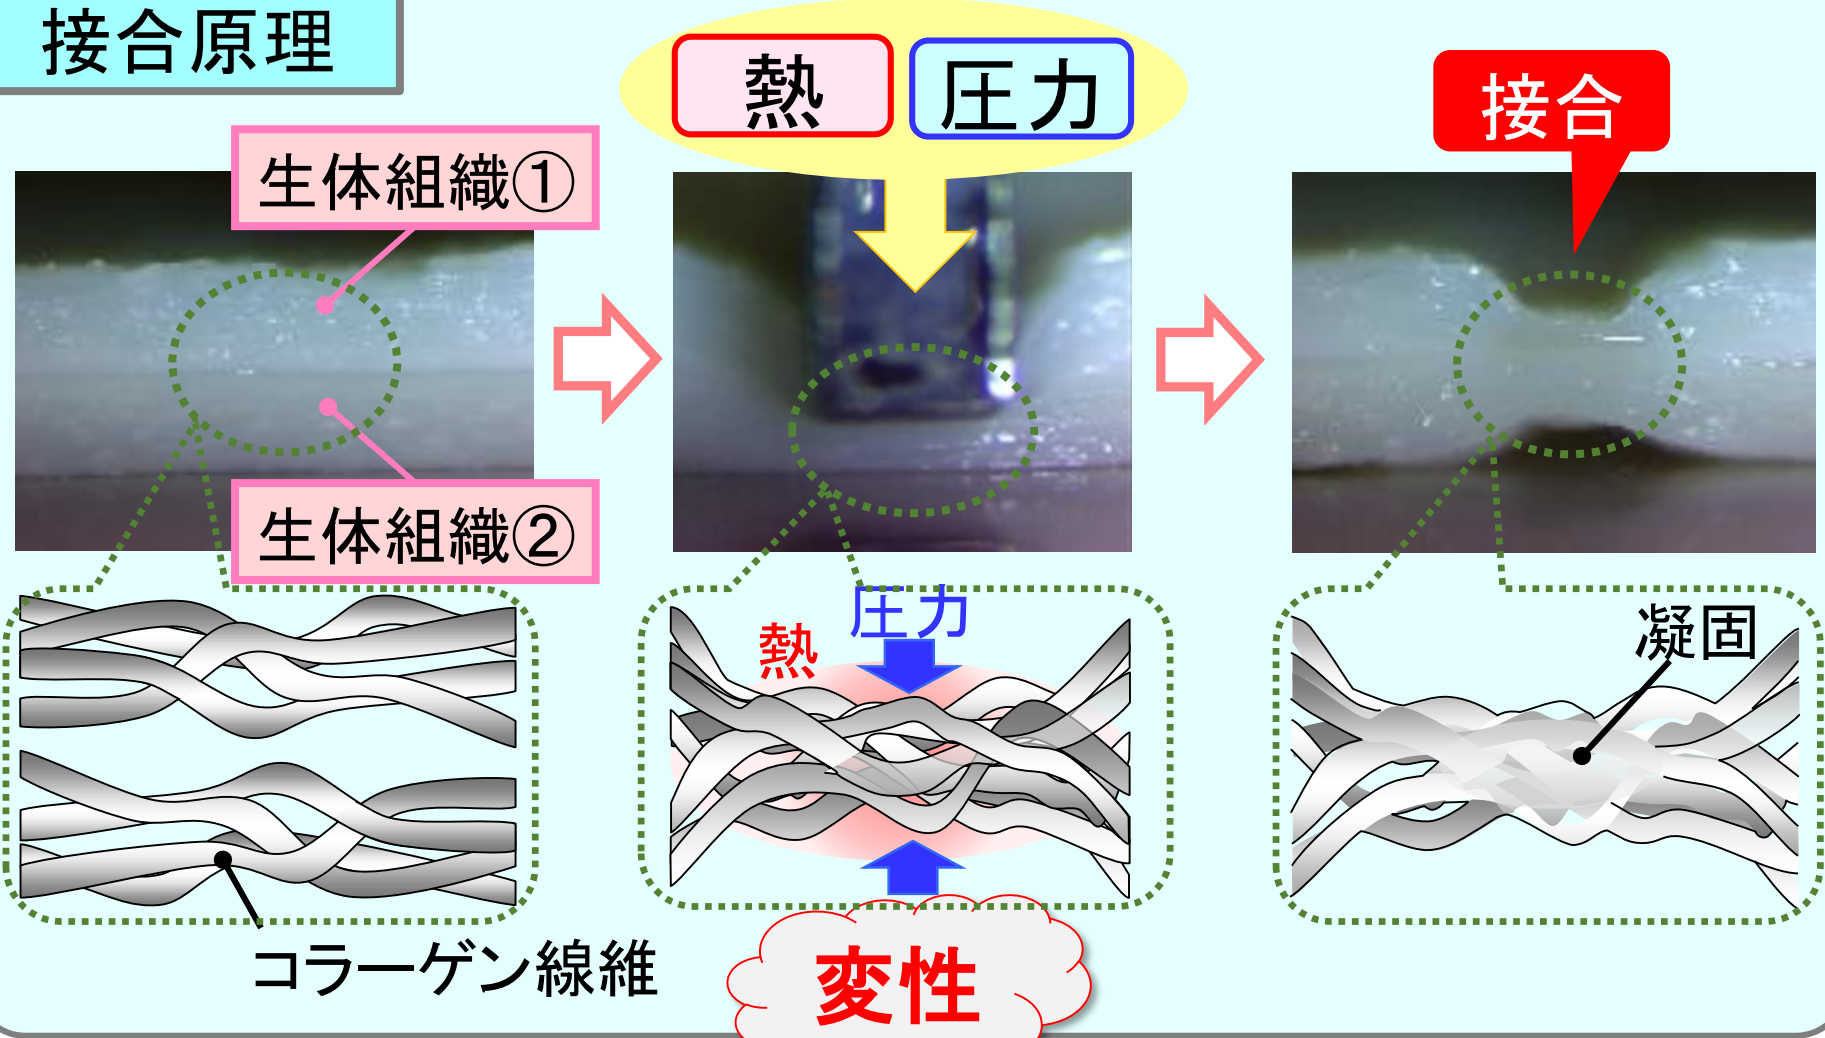 接合原理
熱
圧力
接合
生体組織①
生体組織②
熱
圧力
凝固
コラーゲン線維
変性